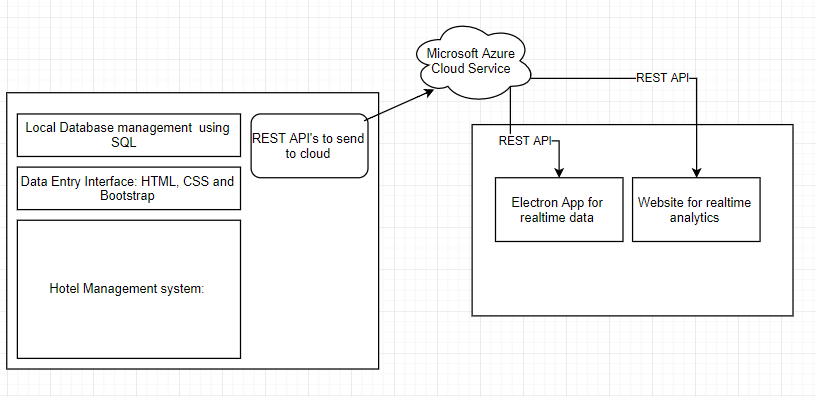 Microsoft Azure
Cloud Service
REST API
Local Database management using
SQL
REST API's to send
to cloud
REST API
Data Entry Interface: HTML, CSS and
Bootstrap
Electron App for
realtime data
Website for realtime
analytics
Hotel Management system: